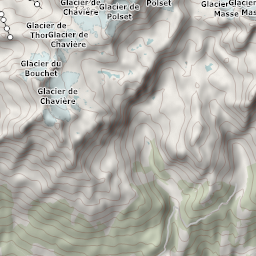 Glacier de
Chavière
Glacier de
Polset
Polset
Glacier
Masse
Glacier
Mas
Glacier de
Thor
Glacier de
Chavière
Glacier du
Bouchet
Glacier de
Chavière